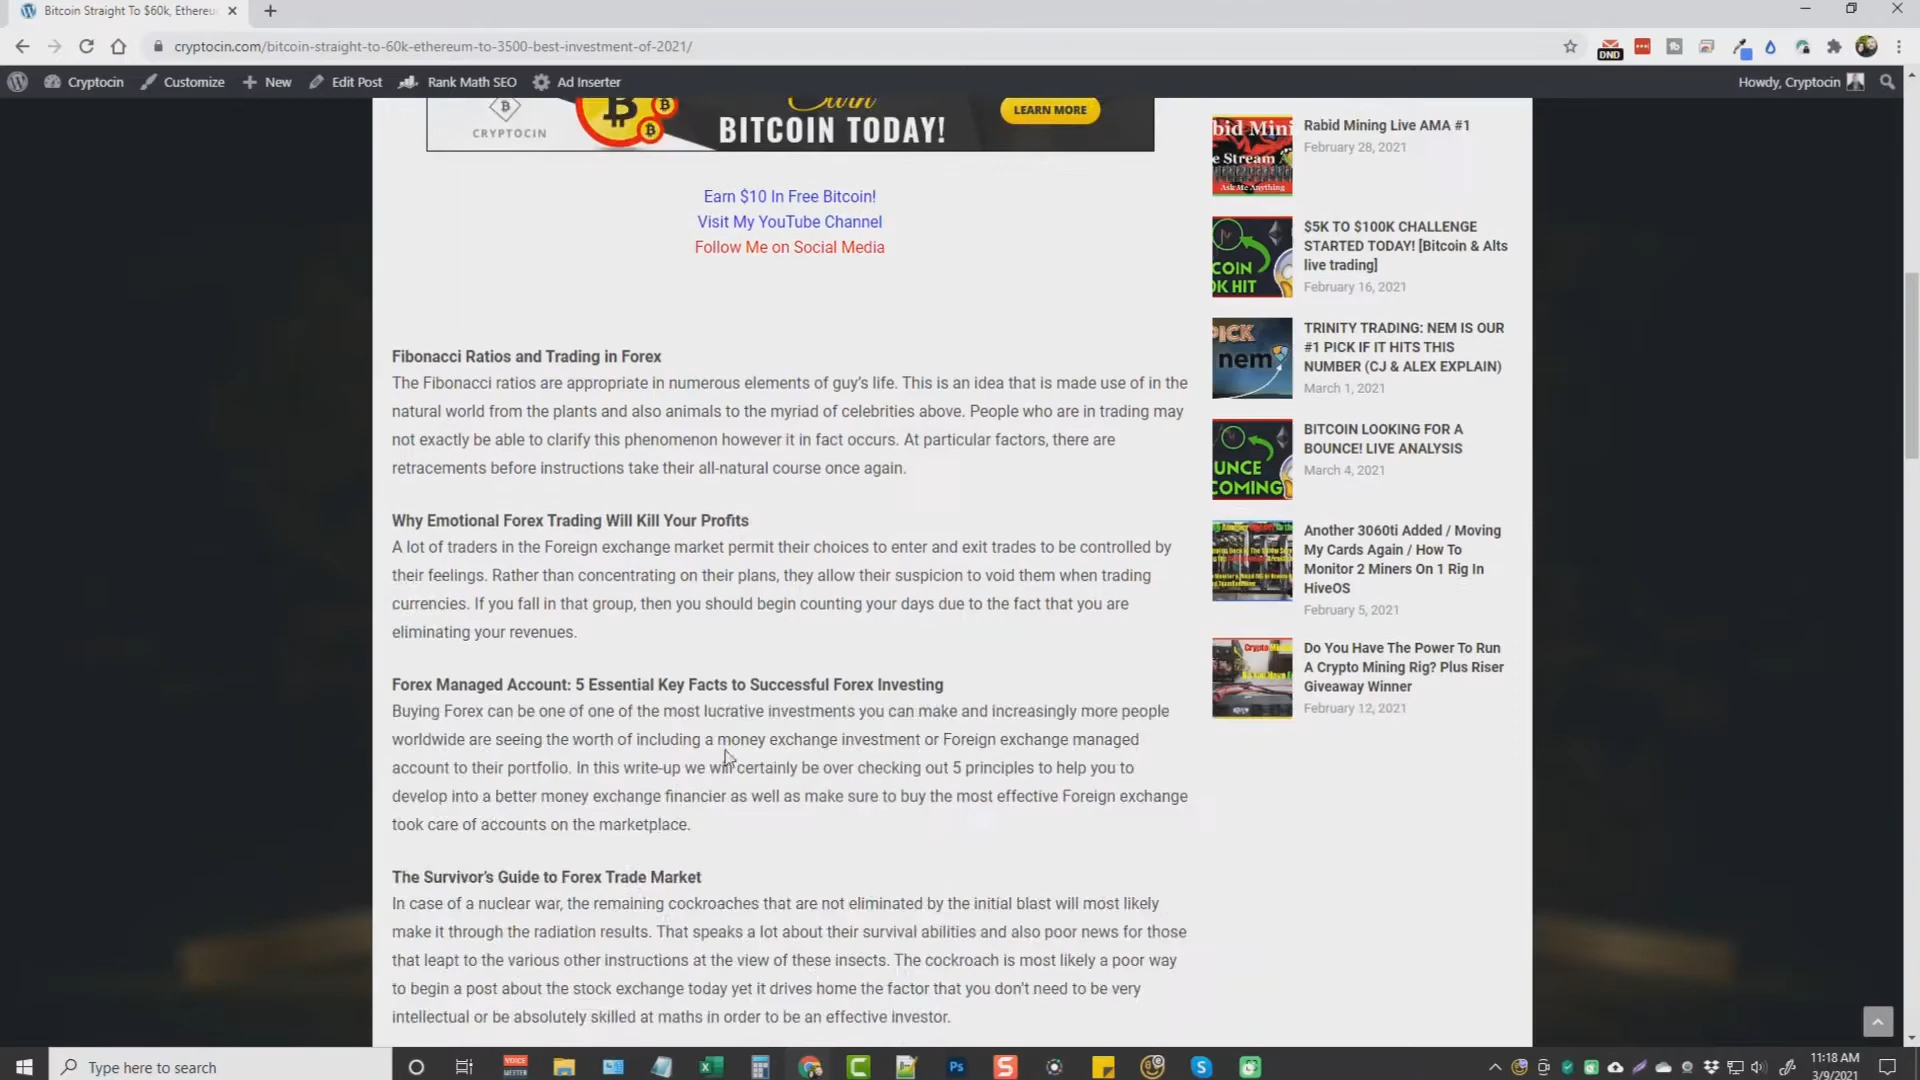 Bitcoin Straight To $60k, Ethereu
cryptocin.com/bitcoin-straight-to-60k-ethereum-to-3500-best-investment-of-2021/
DND
Cryptocin
Customize
New
Edit Post
Rank Math SEO
Ad Inserter
Howdy, Cryptocin
CRYPTOCIN
BITCOIN TODAY!
LEARN MORE
Earn $10 In Free Bitcoin!
Visit My YouTube Channel
Follow Me on Social Media
Fibonacci Ratios and Trading in Forex
The Fibonacci ratios are appropriate in numerous elements of guy's life. This is an idea that is made use of in the
natural world from the plants and also animals to the myriad of celebrities above. People who are in trading may
not exactly be able to clarify this phenomenon however it in fact occurs. At particular factors, there are
retracements before instructions take their all-natural course once again.
Why Emotional Forex Trading Will Kill Your Profits
A lot of traders in the Foreign exchange market permit their choices to enter and exit trades to be controlled by
their feelings. Rather than concentrating on their plans, they allow their suspicion to void them when trading
currencies. If you fall in that group, then you should begin counting your days due to the fact that you are
eliminating your revenues.
Forex Managed Account: 5 Essential Key Facts to Successful Forex Investing
Buying Forex can be one of one of the most lucrative investments you can make and increasingly more people
worldwide are seeing the worth of including a money exchange investment or Foreign exchange managed
account to their portfolio. In this write-up we will certainly be over checking out 5 principles to help you to
develop into a better money exchange financier as well as make sure to buy the most effective Foreign exchange
took care of accounts on the marketplace.
The Survivor's Guide to Forex Trade Market
In case of a nuclear war, the remaining cockroaches that are not eliminated by the initial blast will most likely
make it through the radiation results. That speaks a lot about their survival abilities and also poor news for those
that leapt to the various other instructions at the view of these insects. The cockroach is most likely a poor way
to begin a post about the stock exchange today yet it drives home the factor that you don't need to be very
intellectual or be absolutely skilled at maths in order to be an effective investor.
bid Mini
e Stream A
Ask Me Anything
Rabid Mining Live AMA #1
February 28, 2021
COIN
OK HIT
$5K TO $100K CHALLENGE
STARTED TODAY! [Bitcoin & Alts
live trading]
February 16, 2021
PICK
nem
TRINITY TRADING: NEM IS OUR
#1 PICK IF IT HITS THIS
NUMBER (CJ & ALEX EXPLAIN)
March 1, 2021
UNCE
COMING
BITCOIN LOOKING FOR A
BOUNCE! LIVE ANALYSIS
March 4, 2021
Another 3060ti Added / Moving
My Cards Again / How To
Monitor 2 Miners On 1 Rig In
HiveOS
February 5, 2021
Do You Have The Power To Run
A Crypto Mining Rig? Plus Riser
Giveaway Winner
February 12, 2021
Type here to search
11:18 AM
3/9/2021